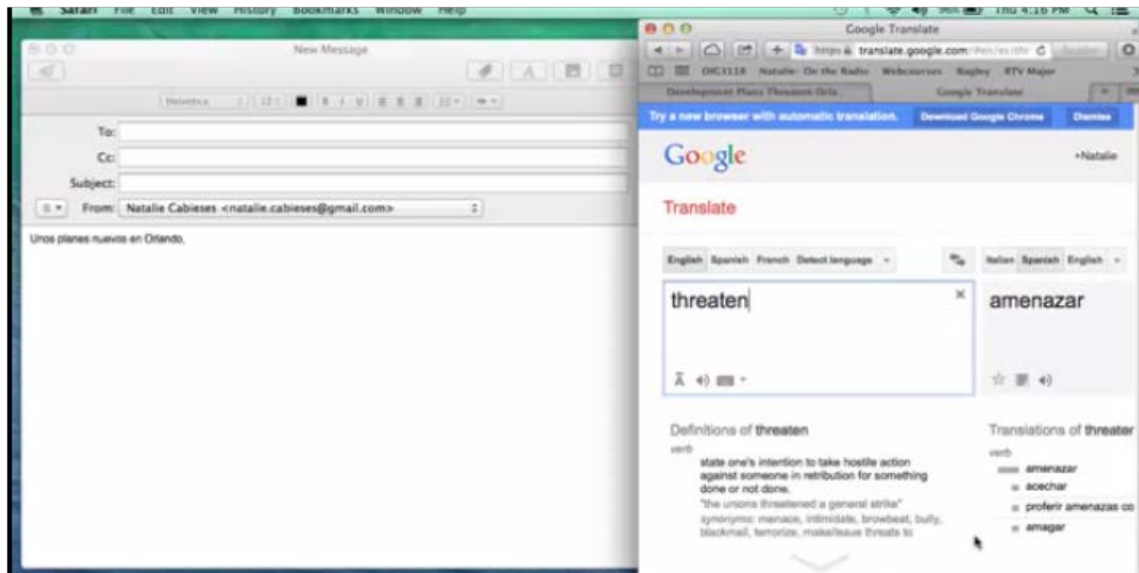 Safari File Edit View History Bookmarks Window Help
Thu 4:16 PM
New Message
Helvetica
To:
Cc:
Subject:
From: Natalie Cabieses <natalie.cabieses@gmail.com>
Unos planes nuevos en Orlando,
Google Translate
https translate.google.com
DIG3118 Natalie- On the Radio Webcourses Bagley RTV Major
Development Plans Threaten Orla...
Google Translate
Try a new browser with automatic translation. Download Google Chrome Dismiss
Google
+Natalie
Translate
English Spanish French Detect language
Italian Spanish English
threaten
amenazar
Definitions of threaten
verb
state one's intention to take hostile action
against someone in retribution for something
done or not done.
"the unions threatened a general strike"
synonyms: menace, intimidate, browbeat, bully,
blackmail, terrorize, make/issue threats to
Translations of threaten
verb
amenazar
acechar
proferir amenazas co
amagar